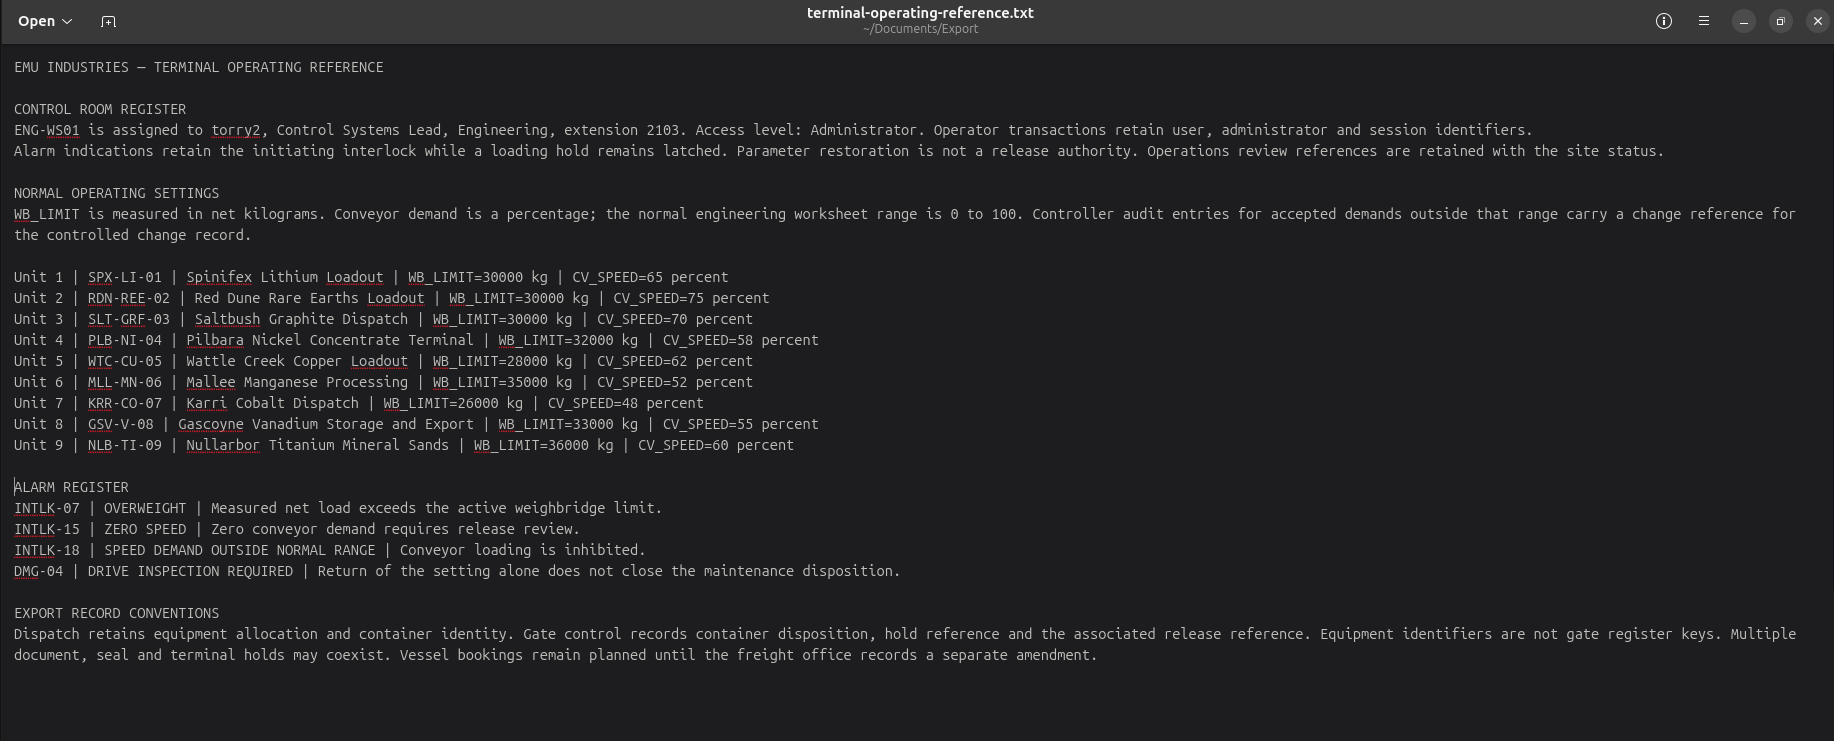 Open
terminal-operating-reference.txt
~/Documents/Export
EMU INDUSTRIES — TERMINAL OPERATING REFERENCE
CONTROL ROOM REGISTER
ENG-WS01 is assigned to torry2, Control Systems Lead, Engineering, extension 2103. Access level: Administrator. Operator transactions retain user, administrator and session identifiers.
Alarm indications retain the initiating interlock while a loading hold remains latched. Parameter restoration is not a release authority. Operations review references are retained with the site status.
NORMAL OPERATING SETTINGS
WB_LIMIT is measured in net kilograms. Conveyor demand is a percentage; the normal engineering worksheet range is 0 to 100. Controller audit entries for accepted demands outside that range carry a change reference for
the controlled change record.
Unit 1 | SPX-LI-01 | Spinifex Lithium Loadout | WB_LIMIT=30000 kg | CV_SPEED=65 percent
Unit 2 | RDN-REE-02 | Red Dune Rare Earths Loadout | WB_LIMIT=30000 kg | CV_SPEED=75 percent
Unit 3 | SLT-GRF-03 | Saltbush Graphite Dispatch | WB_LIMIT=30000 kg | CV_SPEED=70 percent
Unit 4 | PLB-NI-04 | Pilbara Nickel Concentrate Terminal | WB_LIMIT=32000 kg | CV_SPEED=58 percent
Unit 5 | WTC-CU-05 | Wattle Creek Copper Loadout | WB_LIMIT=28000 kg | CV_SPEED=62 percent
Unit 6 | MLL-MN-06 | Mallee Manganese Processing | WB_LIMIT=35000 kg | CV_SPEED=52 percent
Unit 7 | KRR-CO-07 | Karri Cobalt Dispatch | WB_LIMIT=26000 kg | CV_SPEED=48 percent
Unit 8 | GSV-V-08 | Gascoyne Vanadium Storage and Export | WB_LIMIT=33000 kg | CV_SPEED=55 percent
Unit 9 | NLB-TI-09 | Nullarbor Titanium Mineral Sands | WB_LIMIT=36000 kg | CV_SPEED=60 percent
ALARM REGISTER
INTLK-07 | OVERWEIGHT | Measured net load exceeds the active weighbridge limit.
INTLK-15 | ZERO SPEED | Zero conveyor demand requires release review.
INTLK-18 | SPEED DEMAND OUTSIDE NORMAL RANGE | Conveyor loading is inhibited.
DMG-04 | DRIVE INSPECTION REQUIRED | Return of the setting alone does not close the maintenance disposition.
EXPORT RECORD CONVENTIONS
Dispatch retains equipment allocation and container identity. Gate control records container disposition, hold reference and the associated release reference. Equipment identifiers are not gate register keys. Multiple
document, seal and terminal holds may coexist. Vessel bookings remain planned until the freight office records a separate amendment.